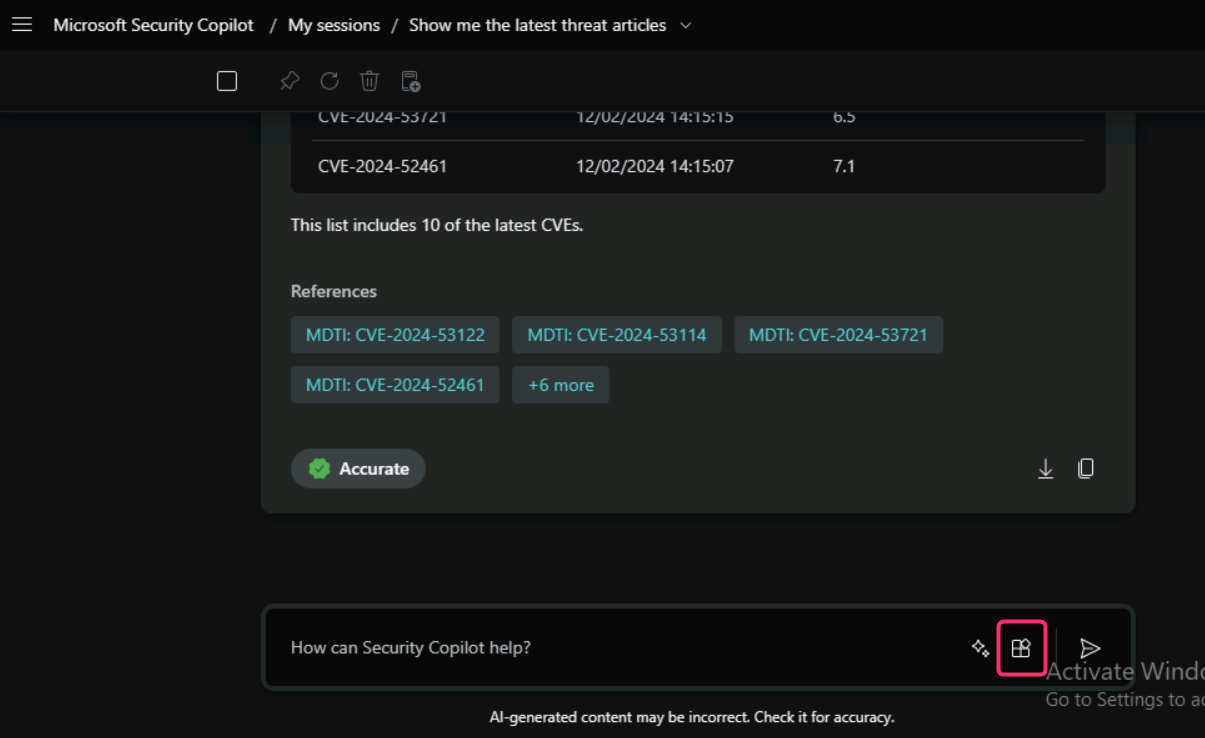 Microsoft Security Copilot / My sessions / Show me the latest threat articles
CVE-2024-53721 12/02/2024 14:15:15 6.5
CVE-2024-52461 12/02/2024 14:15:07 7.1
This list includes 10 of the latest CVEs.
References
MDTI: CVE-2024-53122 MDTI: CVE-2024-53114 MDTI: CVE-2024-53721
MDTI: CVE-2024-52461 +6 more
Accurate
How can Security Copilot help?
Activate Windo
Go to Settings to ac
AI-generated content may be incorrect. Check it for accuracy.